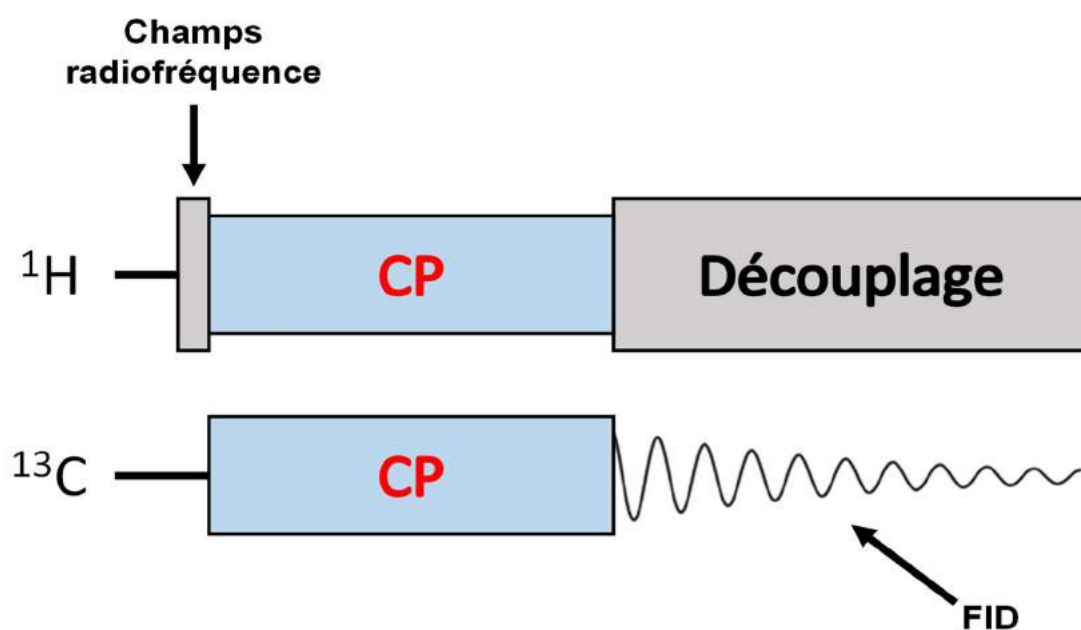 Champs
radiofréquence
¹H
CP
Découplage
¹³C
CP
FID